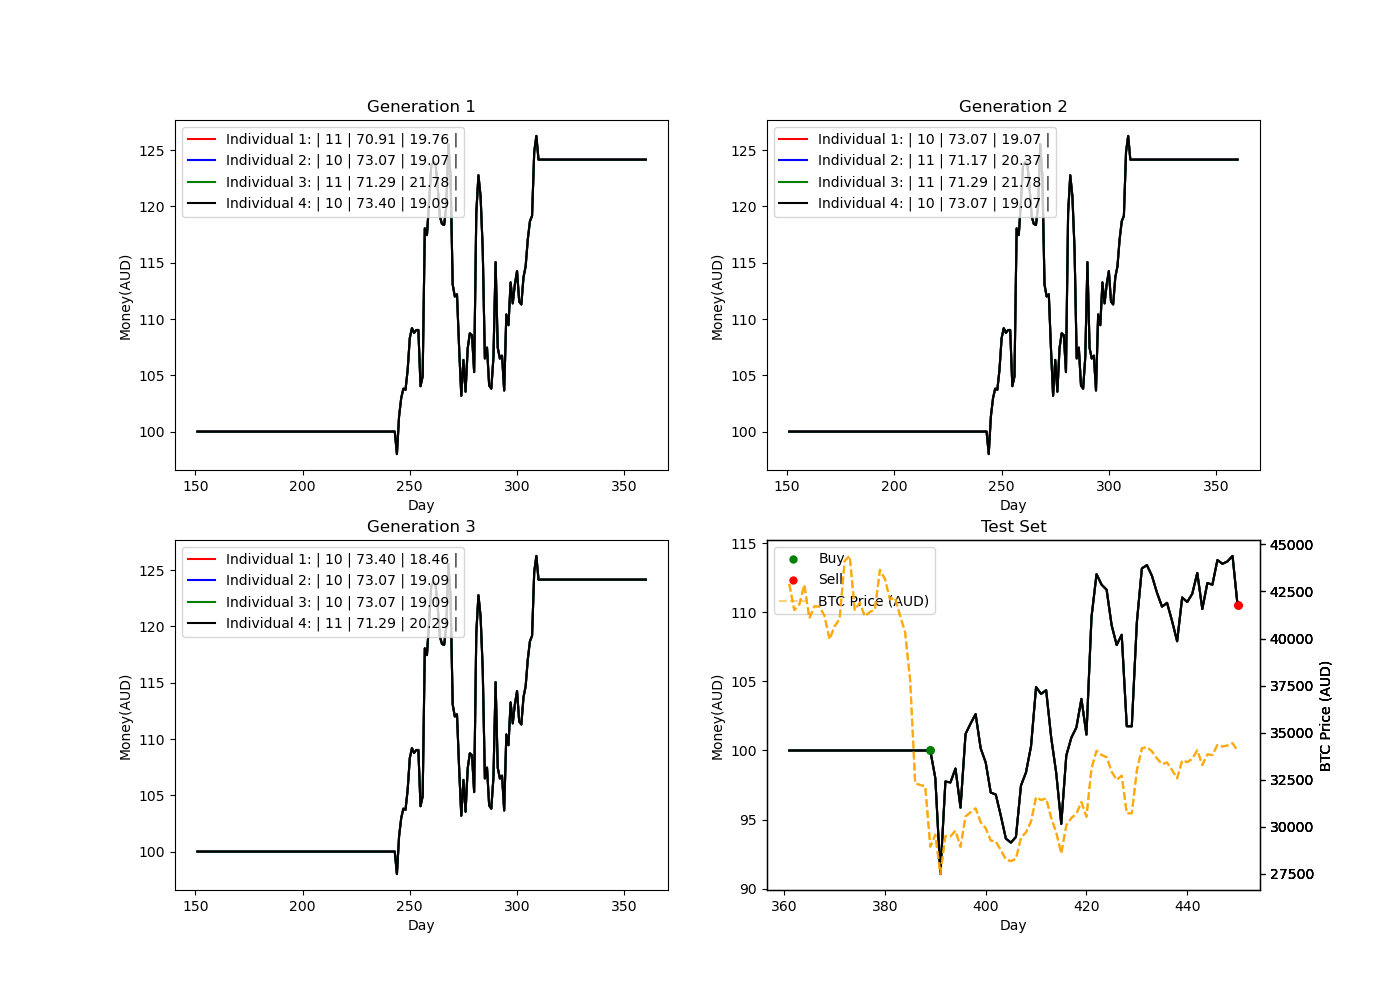 Generation 1
Individual 1: | 11 | 70.91 | 19.76 |
Individual 2: | 10 | 73.07 | 19.07 |
Individual 3: | 11 | 71.29 | 21.78 |
Individual 4: | 10 | 73.40 | 19.09 |
125
120
115
110
105
100
Money(AUD)
150 200 250 300 350
Day
Generation 2
Individual 1: | 10 | 73.07 | 19.07 |
Individual 2: | 11 | 71.17 | 20.37 |
Individual 3: | 11 | 71.29 | 21.78 |
Individual 4: | 10 | 73.07 | 19.07 |
125
120
115
110
105
100
Money(AUD)
150 200 250 300 350
Day
Generation 3
Individual 1: | 10 | 73.40 | 18.46 |
Individual 2: | 10 | 73.07 | 19.09 |
Individual 3: | 10 | 73.07 | 19.09 |
Individual 4: | 11 | 71.29 | 20.29 |
125
120
115
110
105
100
Money(AUD)
150 200 250 300 350
Day
Test Set
Buy
Sell
BTC Price (AUD)
115
110
105
100
95
90
Money(AUD)
45000
42500
40000
37500
35000
32500
30000
27500
BTC Price (AUD)
360 380 400 420 440
Day